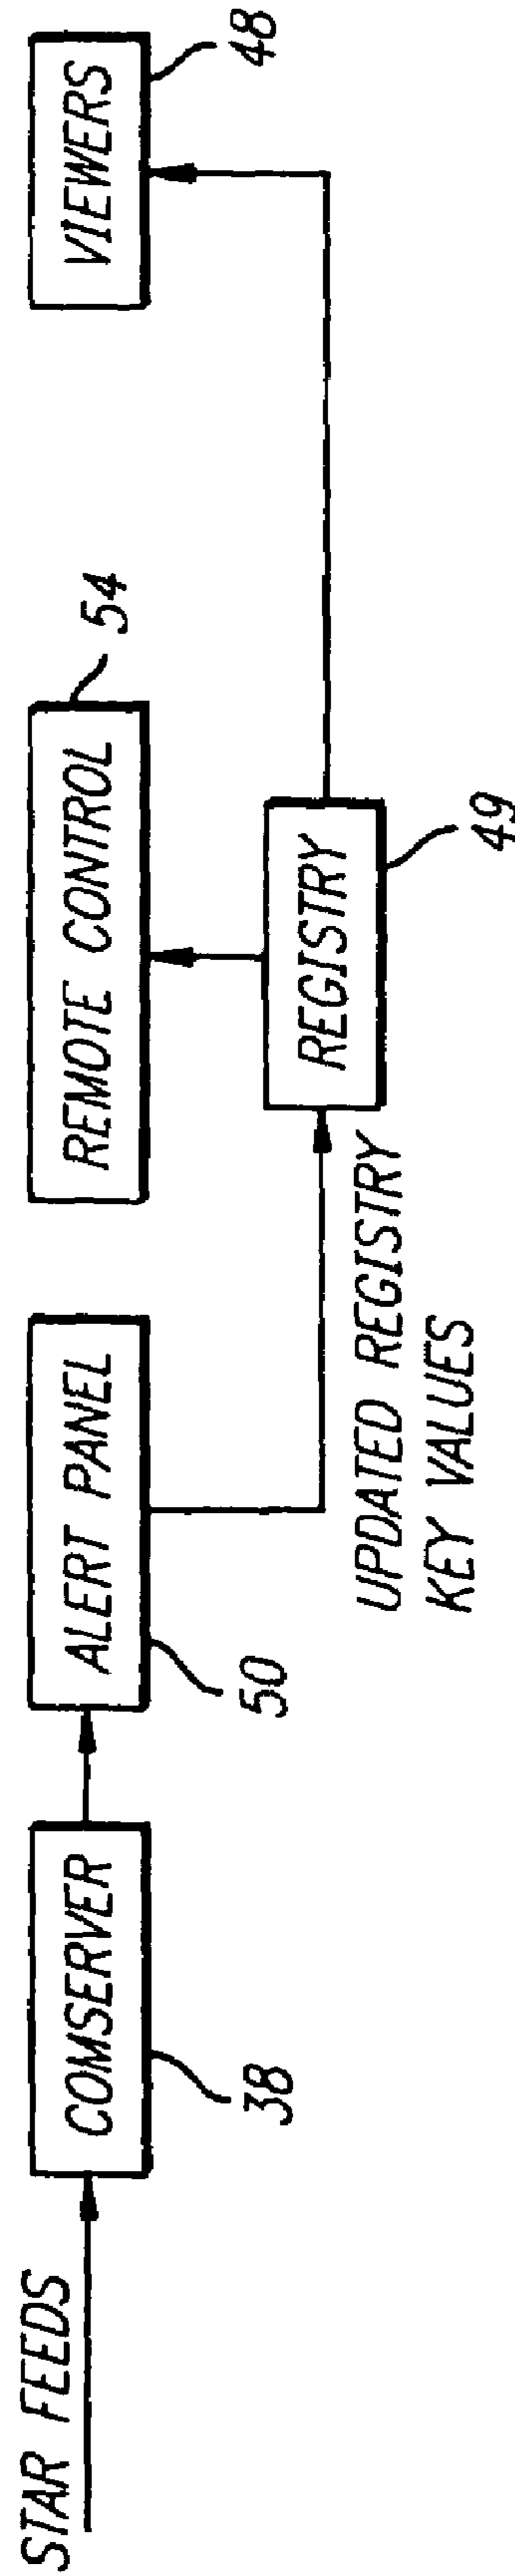 STAR FEEDS
COMSERVER
38
ALERT PANEL
50
REMOTE CONTROL
54
VIEWERS
48
REGISTRY
49
UPDATED REGISTRY
KEY VALUES